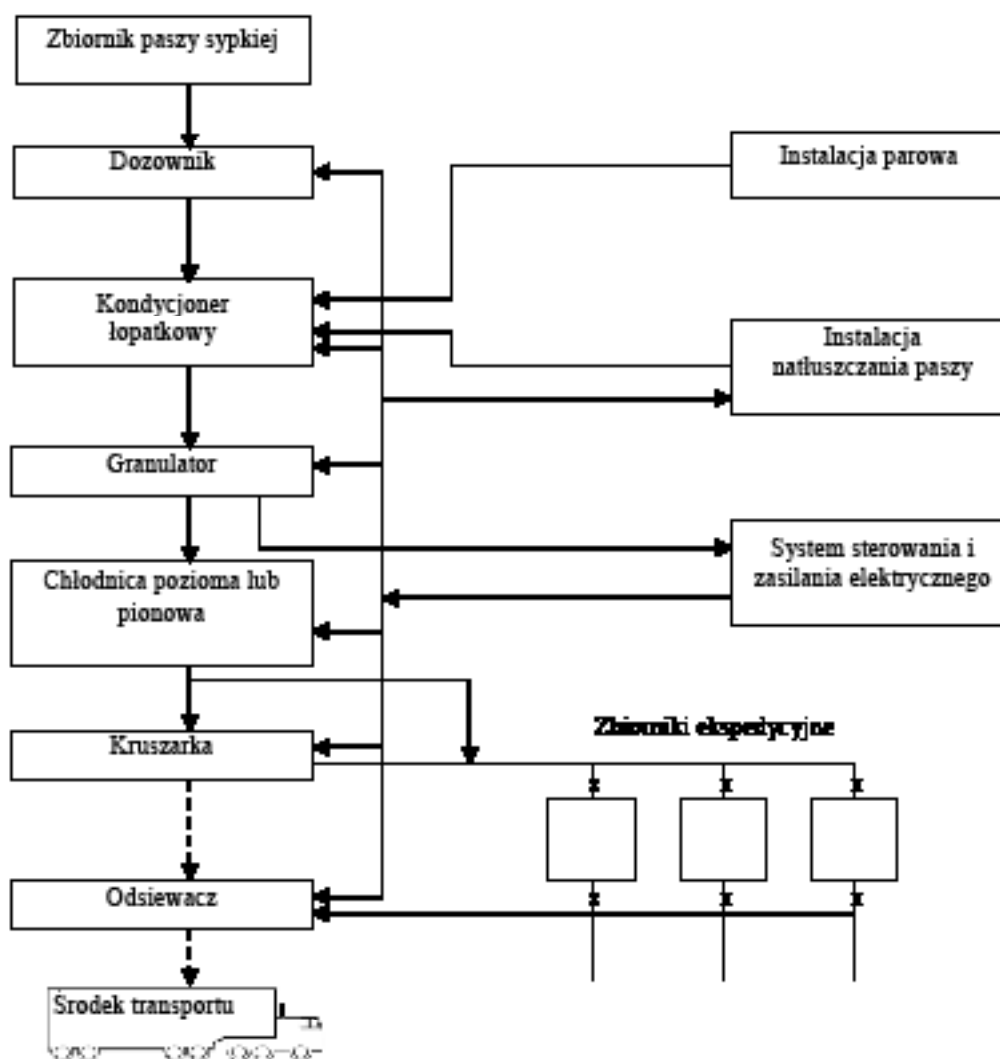 Zbiornik paszy sypkiej
Dozownik
Instalacja parowa
Kondycjoner
łopatkowy
Instalacja
natłuszczania paszy
Granulator
System sterowania i
zasilania elektrycznego
Chłodnica pozioma lub
pionowa
Zbiorniki ekspedycyjne
Kruszarka
Odsiewacz
Środek transportu